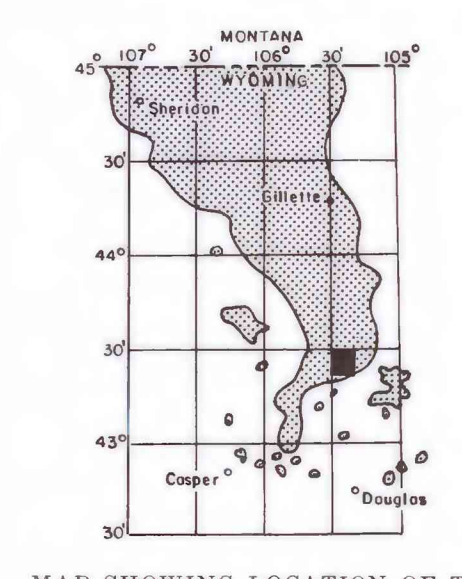 MONTANA
45° 107° 30' 106° 30' 105°
WYOMING
Sheridan
30'
Gillette
44°
30'
43°
Casper
Douglas
30'
MAP SHOWING LOCATION OF